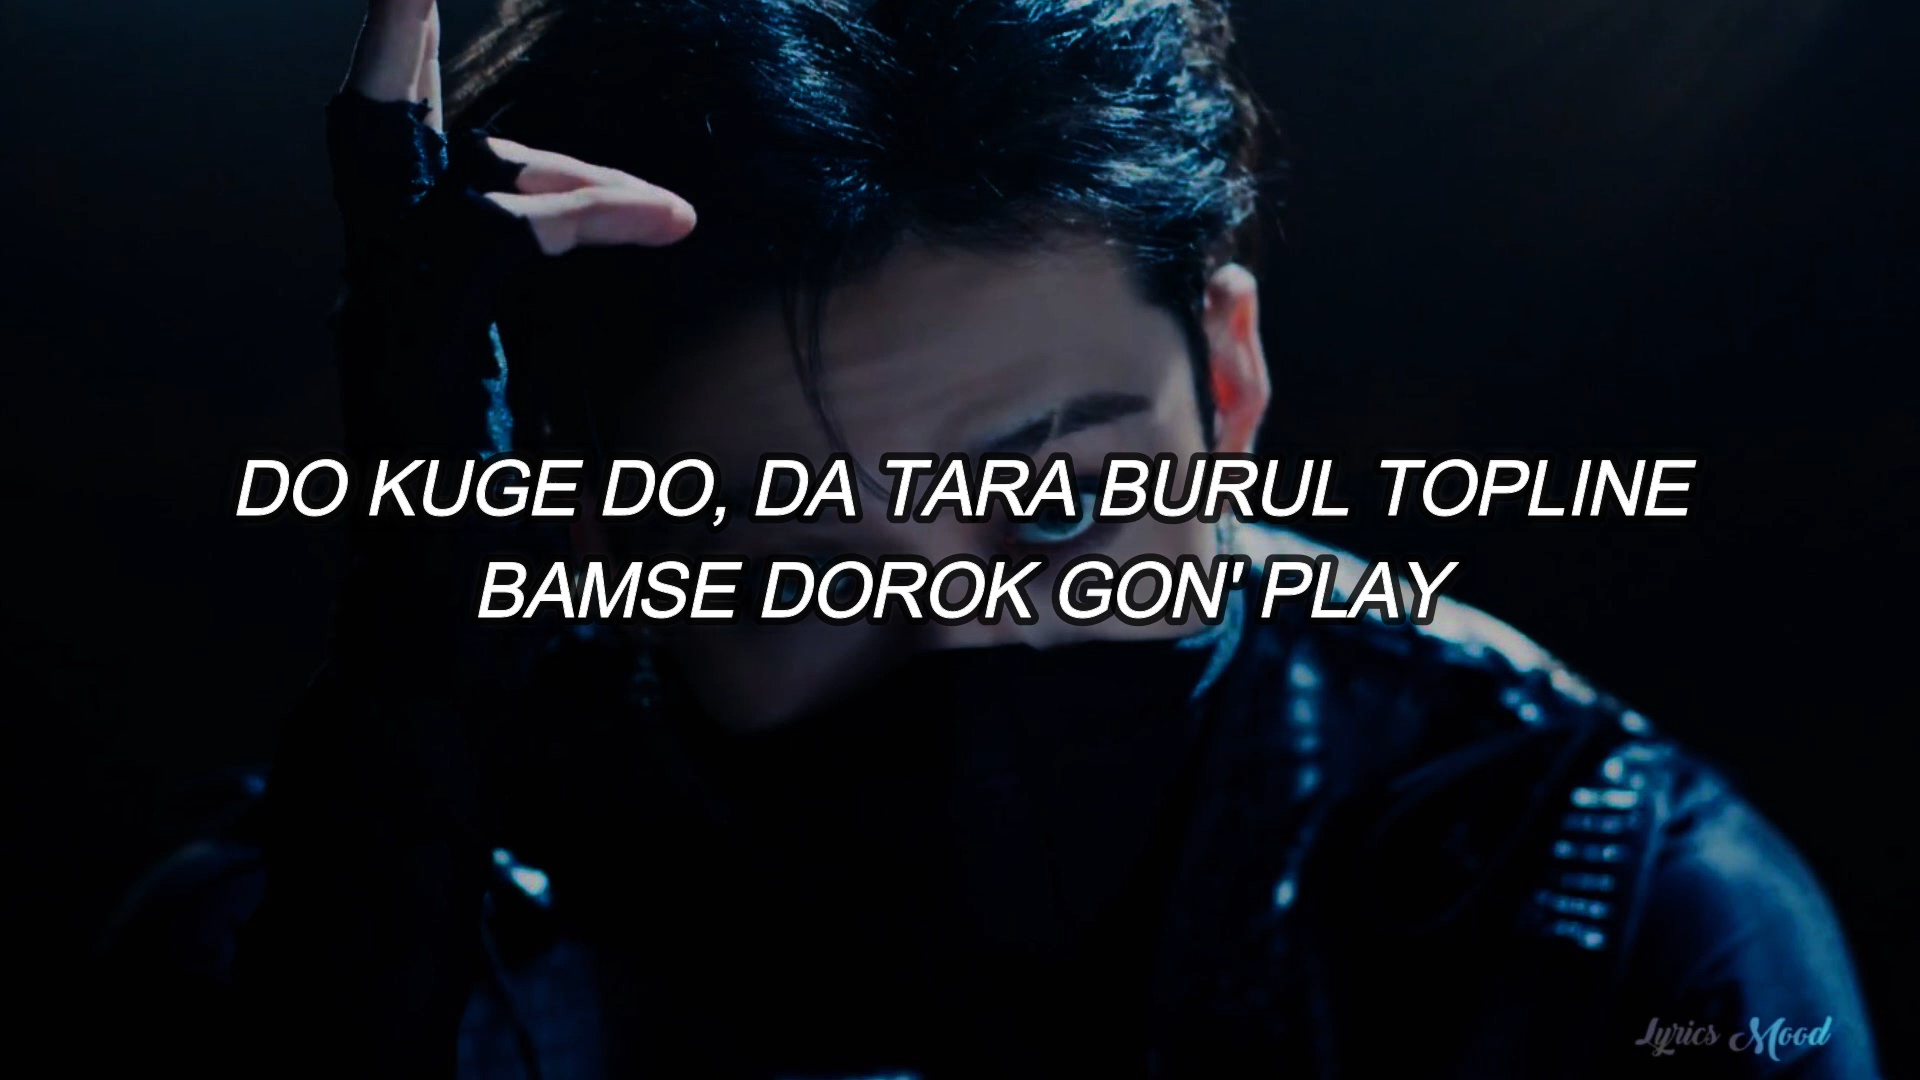 DO KUGE DO, DA TARA BURUL TOPLINE
BAMSE DOROK GON' PLAY
Lyrics Mood